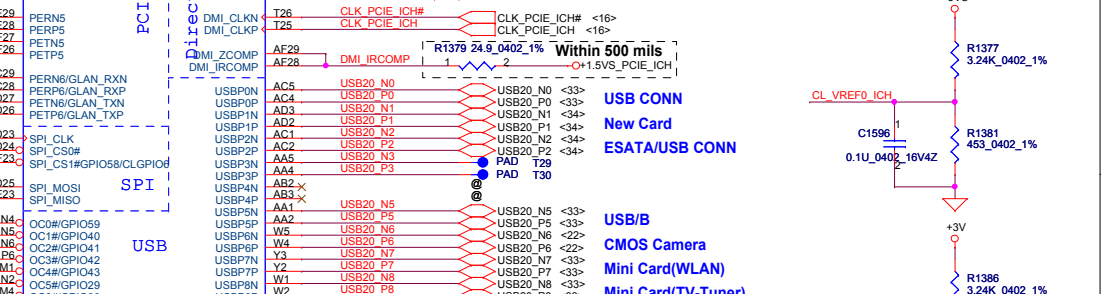 PERN5
PERP5
PETN5
PETP5
PERN6/GLAN_RXN
PERP6/GLAN_RXP
PETN6/GLAN_TXN
PETP6/GLAN_TXP
SPI_CLK
SPI_CS0#
SPI_CS1#GPIO58/CLGPIO6
SPI_MOSI
SPI_MISO
SPI
OC0#/GPIO59
OC1#/GPIO40
OC2#/GPIO41
OC3#/GPIO42
OC4#/GPIO43
OC5#/GPIO29
USB
PCI
Direc
DMI_CLKN T26 CLK_PCIE_ICH# CLK_PCIE_ICH# <16>
DMI_CLKP T25 CLK_PCIE_ICH CLK_PCIE_ICH <16>
DMI_ZCOMP AF29
DMI_IRCOMP AF28 DMI_IRCOMP
R1379 24.9_0402_1% Within 500 mils
1 2 +1.5VS_PCIE_ICH
USBP0N AC5 USB20_N0 USB20_N0 <33>
USBP0P AC4 USB20_P0 USB20_P0 <33>
USB CONN
USBP1N AD3 USB20_N1 USB20_N1 <34>
USBP1P AD2 USB20_P1 USB20_P1 <34>
New Card
USBP2N AC1 USB20_N2 USB20_N2 <34>
USBP2P AC2 USB20_P2 USB20_P2 <34>
ESATA/USB CONN
USBP3N AA5 USB20_N3 PAD T29
USBP3P AA4 USB20_P3 PAD T30
USBP4N AB2 @
USBP4P AB3 @
USBP5N AA1 USB20_N5 USB20_N5 <33>
USBP5P AA2 USB20_P5 USB20_P5 <33>
USB/B
USBP6N W5 USB20_N6 USB20_N6 <22>
USBP6P W4 USB20_P6 USB20_P6 <22>
CMOS Camera
USBP7N Y3 USB20_N7 USB20_N7 <33>
USBP7P Y2 USB20_P7 USB20_P7 <33>
Mini Card(WLAN)
USBP8N W1 USB20_N8 USB20_N8 <33>
W2 USB20_P8 USB20_P8
Mini Card(TV-Tuner)
R1377
3.24K_0402_1%
CL_VREF0_ICH
1
C1596
0.1U_0402_16V4Z
2
R1381
453_0402_1%
+3V
R1386
3.24K_0402_1%